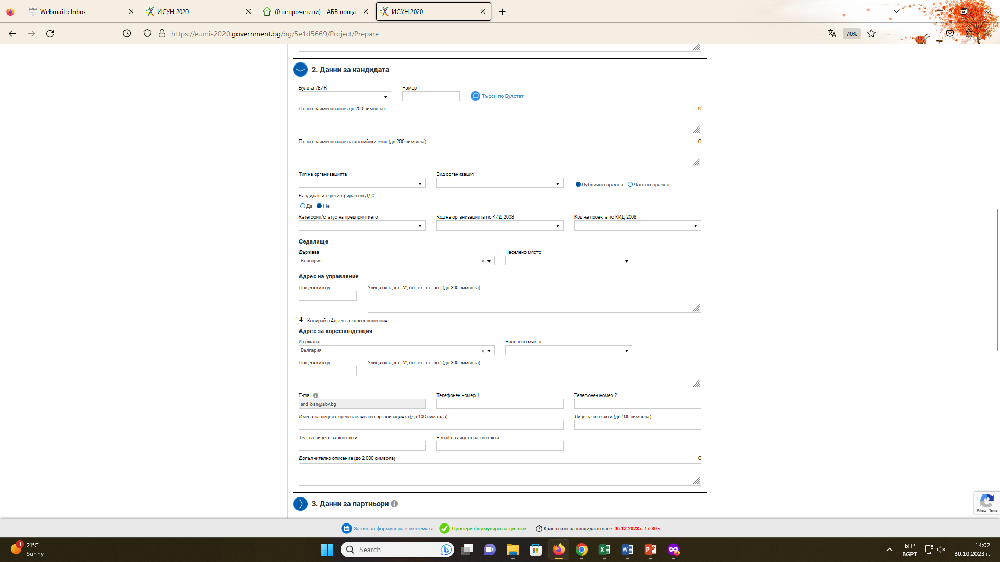 Webmail :: Inbox
ИСУН 2020
(0 непрочетени) - АБВ поща
ИСУН 2020
https://eumis2020.government.bg/bg/5e1d5669/Project/Prepare
70%
2. Данни за кандидата
Булстат/ЕИК
Номер
Търси по Булстат
Пълно наименование (до 200 символа)
0
Пълно наименование на английски език (до 200 символа)
0
Тип на организацията
Вид организация
Публично правна
Частно правна
Кандидатът е регистриран по ДДС
Да
Не
Категория/статус на предприятието
Код на организацията по КИД 2008
Код на проекта по КИД 2008
Седалище
Държава
Населено място
България
Адрес на управление
Пощенски код
Улица (ж.к., кв., №, бл., вх., ет., ап.) (до 300 символа)
Копирай в Адрес за кореспонденция
Адрес за кореспонденция
Държава
Населено място
България
Пощенски код
Улица (ж.к., кв., №, бл., вх., ет., ап.) (до 300 символа)
E-mail
Телефонен номер 1
Телефонен номер 2
snd_ban@abv.bg
Имена на лицето, представляващо организацията (до 100 символа)
Лице за контакти (до 100 символа)
Тел. на лицето за контакти
E-mail на лицето за контакти
Допълнително описание (до 2 000 символа)
0
3. Данни за партньори
Privacy - Terms
Запис на формуляра в системата
Провери формуляра за грешки
Краен срок за кандидатстване: 06.12.2023 г. 17:30 ч.
1
21°C
Sunny
Search
БГР
BGPT
14:02
30.10.2023 г.